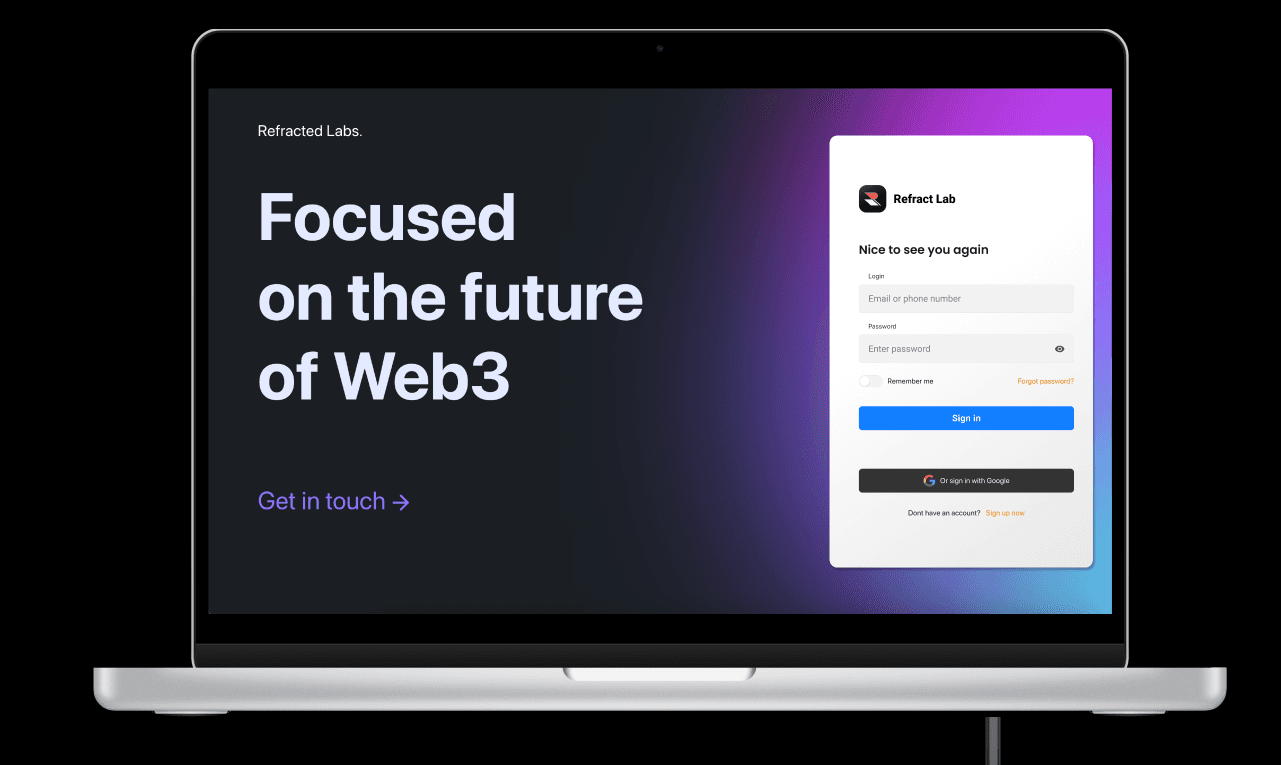 Refracted Labs.
Focused
on the future
of Web3
Get in touch →
Refract Lab
Nice to see you again
Login
Email or phone number
Password
Enter password
Remember me
Forgot password?
Sign in
Or sign in with Google
Dont have an account? Sign up now